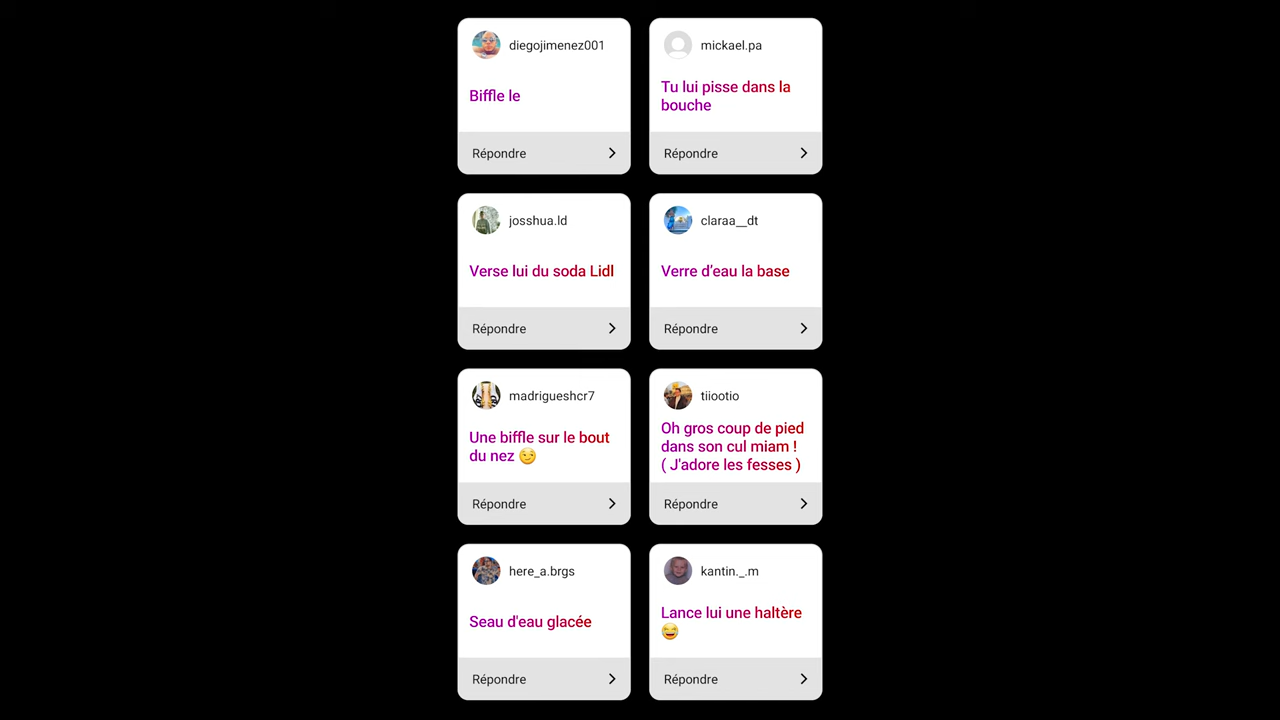 diegojimenez001
Biffle le
Répondre
mickael.pa
Tu lui pisse dans la
bouche
Répondre
josshua.ld
Verse lui du soda Lidl
Répondre
claraa__dt
Verre d’eau la base
Répondre
madrigueshcr7
Une biffle sur le bout
du nez 😏
Répondre
tiiootio
Oh gros coup de pied
dans son cul miam !
( J'adore les fesses )
Répondre
here_a.brgs
Seau d'eau glacée
Répondre
kantin._.m
Lance lui une haltère
😂
Répondre